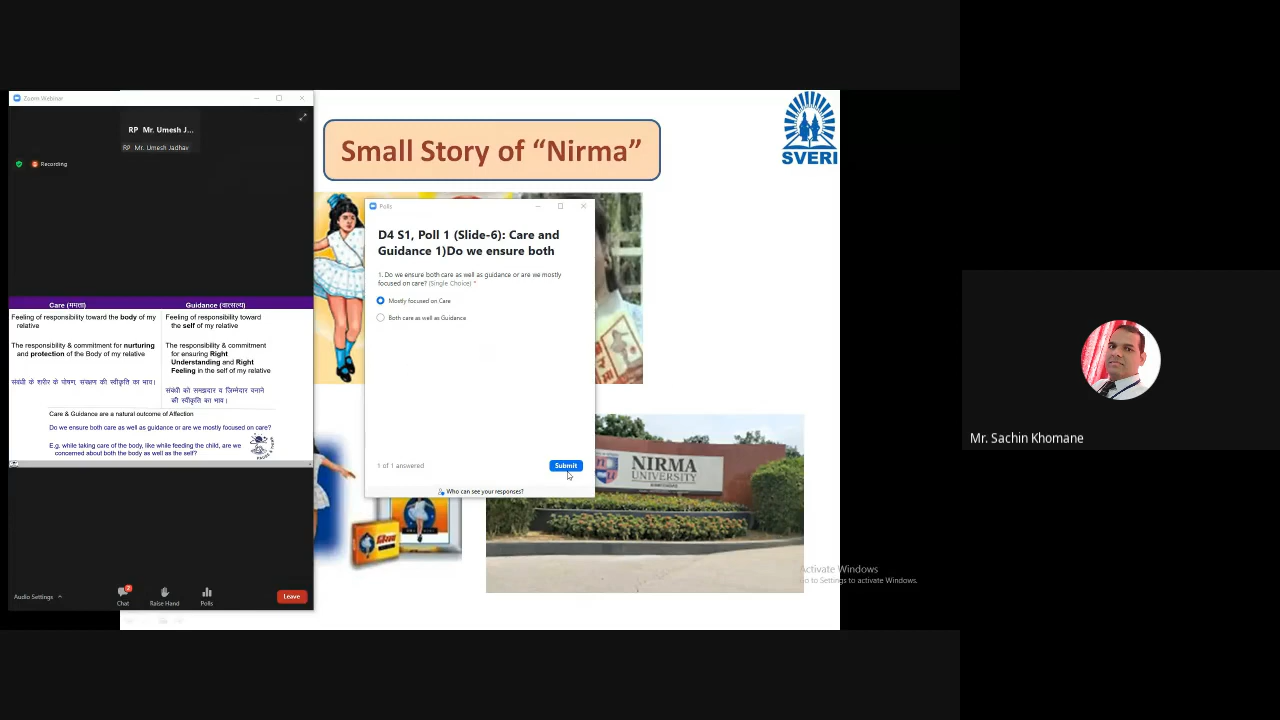 Zoom Webinar
RP Mr. Umesh J...
RP Mr. Umesh Jadhav
Recording
Care (ममता)
Guidance (वात्सल्य)
Feeling of responsibility toward the body of my
relative
Feeling of responsibility toward
the self of my relative
The responsibility & commitment for nurturing
and protection of the Body of my relative
The responsibility & commitment
for ensuring Right
Understanding and Right
Feeling in the self of my relative
संबंधी के शरीर के पोषण, संरक्षण की स्वीकृति का भाव।
संबंधी को समझदार व ज़िम्मेदार बनाने
की स्वीकृति का भाव।
Care & Guidance are a natural outcome of Affection
Do we ensure both care as well as guidance or are we mostly focused on care?
E.g. while taking care of the body, like while feeding the child, are we
concerned about both the body as well as the self?
Audio Settings
Chat
Raise Hand
Polls
Leave
Small Story of “Nirma”
SVERI
Polls
D4 S1, Poll 1 (Slide-6): Care and
Guidance 1)Do we ensure both
1. Do we ensure both care as well as guidance or are we mostly
focused on care? (Single Choice) *
Mostly focused on Care
Both care as well as Guidance
1 of 1 answered
Submit
Who can see your responses?
NIRMA
UNIVERSITY
Activate Windows
Go to Settings to activate Windows.
Mr. Sachin Khomane